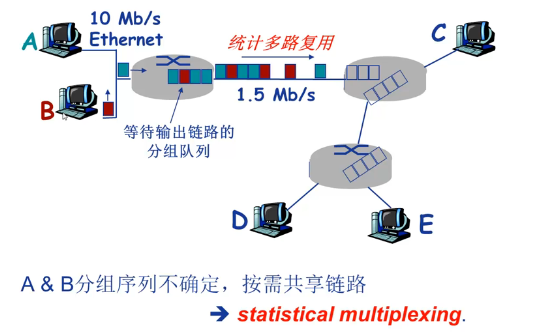 10 Mb/s
Ethernet
A
B
统计多路复用
1.5 Mb/s
C
等待输出链路的
分组队列
D
E
A & B分组序列不确定，按需共享链路
➔ statistical multiplexing.